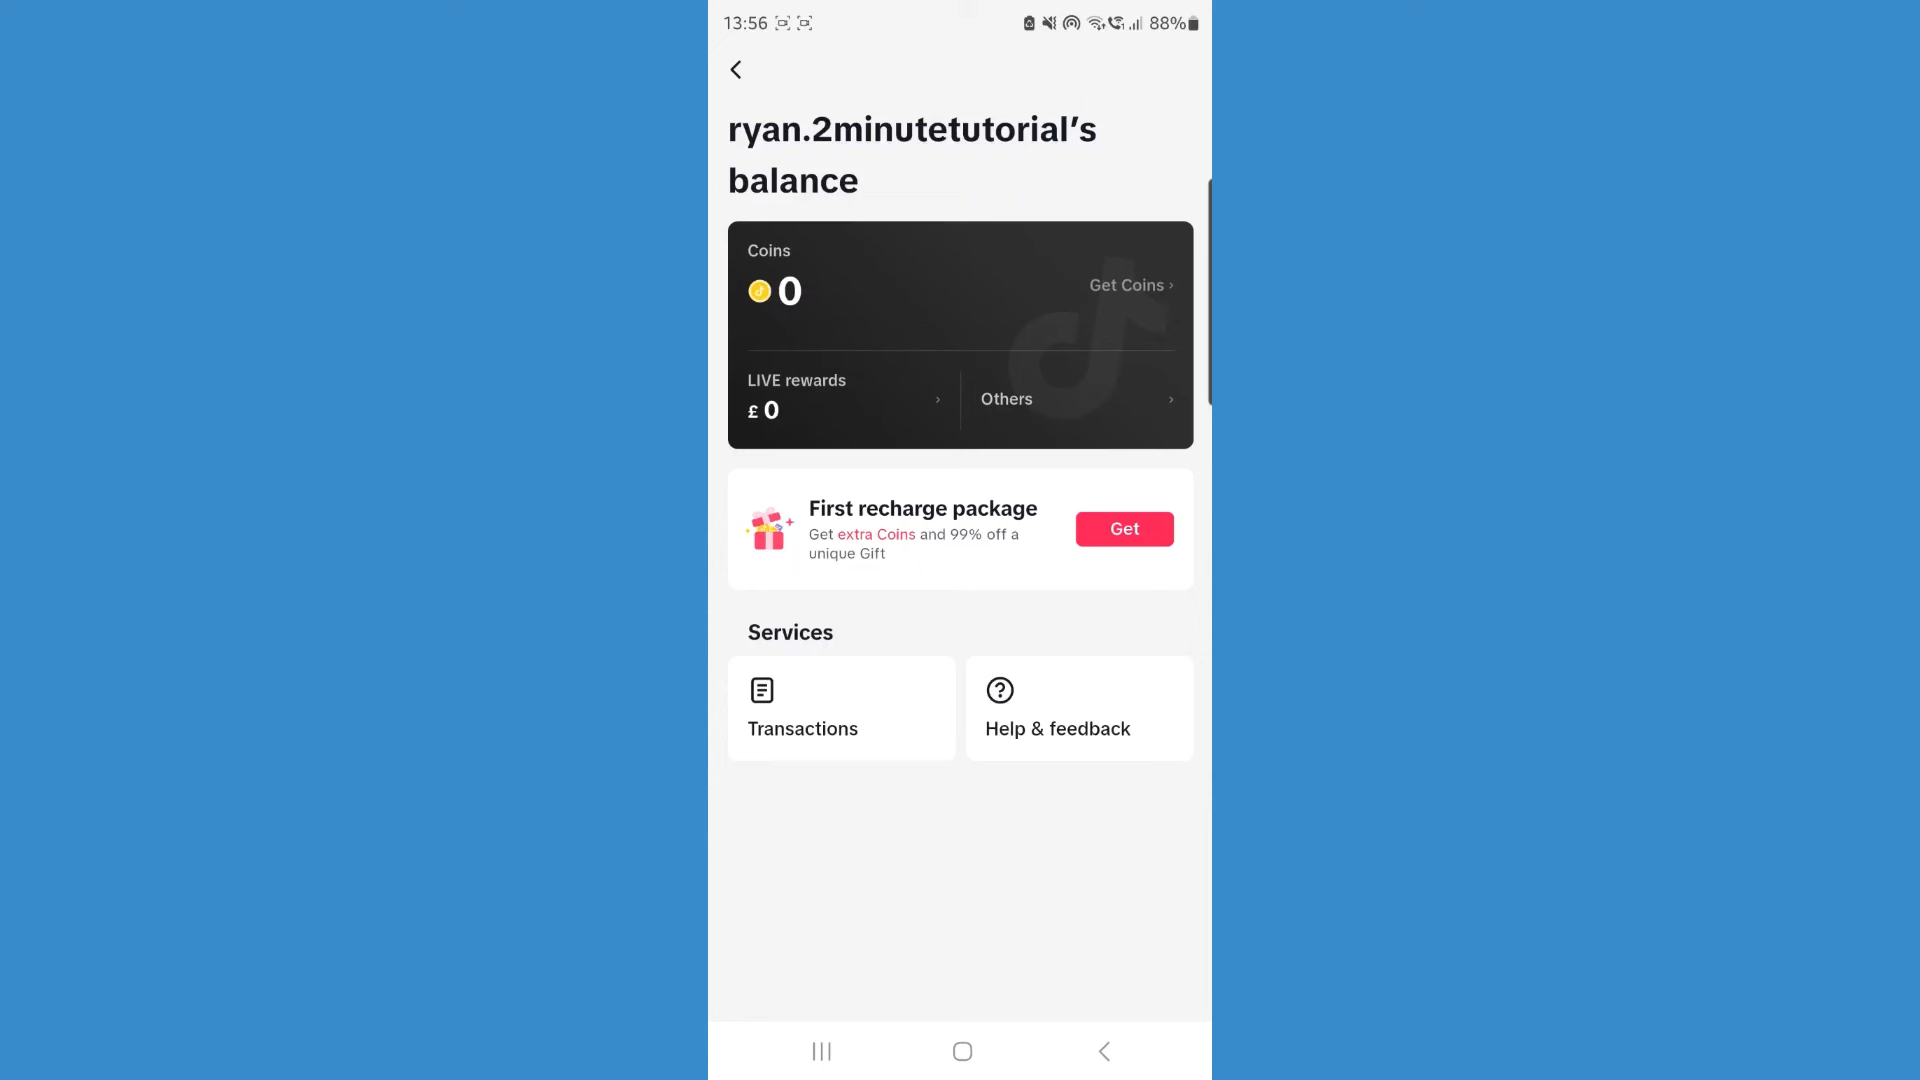 13:56 88%
ryan.2minutetutorial's
balance
Coins
0
Get Coins ›
LIVE rewards
£ 0
Others
First recharge package
Get extra Coins and 99% off a
unique Gift
Get
Services
Transactions
Help & feedback